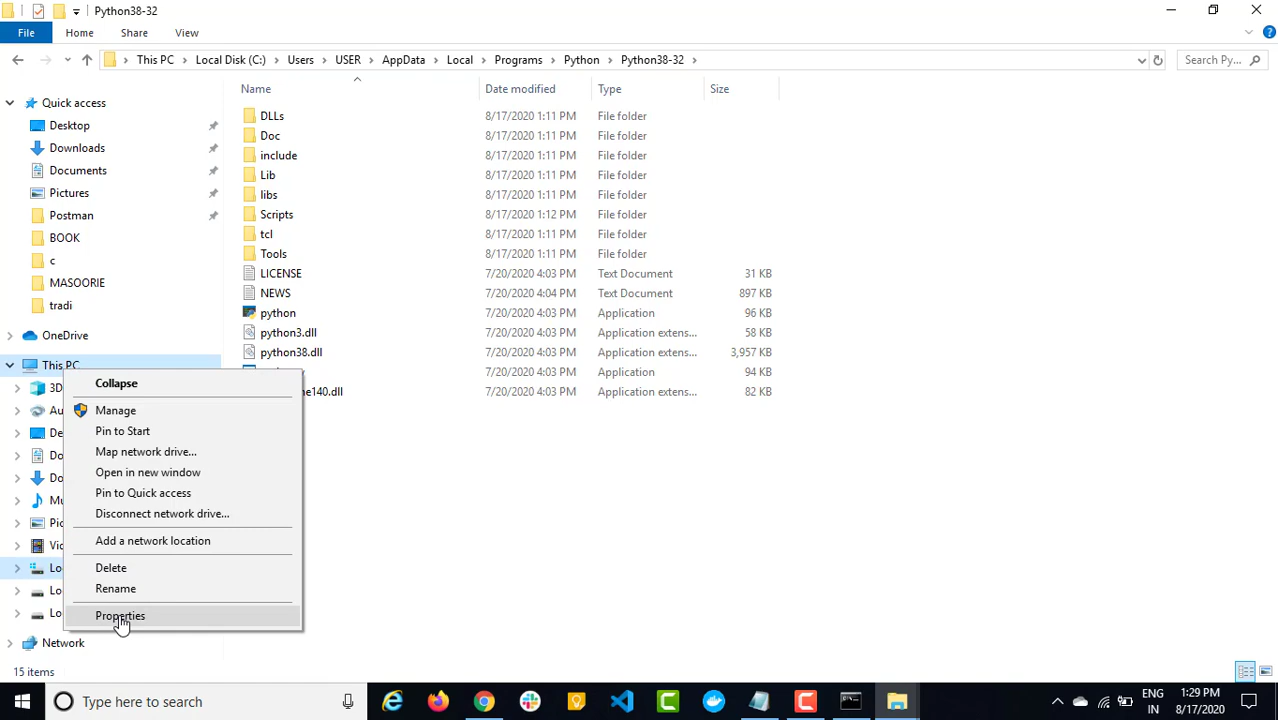 Python38-32
File Home Share View
This PC Local Disk (C:) Users USER AppData Local Programs Python Python38-32 Search Py...
Name Date modified Type Size
Quick access
Desktop
Downloads
Documents
Pictures
Postman
BOOK
c
MASOORIE
tradi
OneDrive
This PC
3D
Au
De
Do
Do
Mu
Pic
Vid
Lo
Lo
Lo
Network
DLLs 8/17/2020 1:11 PM File folder
Doc 8/17/2020 1:11 PM File folder
include 8/17/2020 1:11 PM File folder
Lib 8/17/2020 1:11 PM File folder
libs 8/17/2020 1:11 PM File folder
Scripts 8/17/2020 1:12 PM File folder
tcl 8/17/2020 1:11 PM File folder
Tools 8/17/2020 1:11 PM File folder
LICENSE 7/20/2020 4:03 PM Text Document 31 KB
NEWS 7/20/2020 4:04 PM Text Document 897 KB
python 7/20/2020 4:03 PM Application 96 KB
python3.dll 7/20/2020 4:03 PM Application extens... 58 KB
python38.dll 7/20/2020 4:03 PM Application extens... 3,957 KB
7/20/2020 4:03 PM Application 94 KB
ne140.dll 7/20/2020 4:03 PM Application extens... 82 KB
Collapse
Manage
Pin to Start
Map network drive...
Open in new window
Pin to Quick access
Disconnect network drive...
Add a network location
Delete
Rename
Properties
15 items
Type here to search
ENG 1:29 PM
IN 8/17/2020